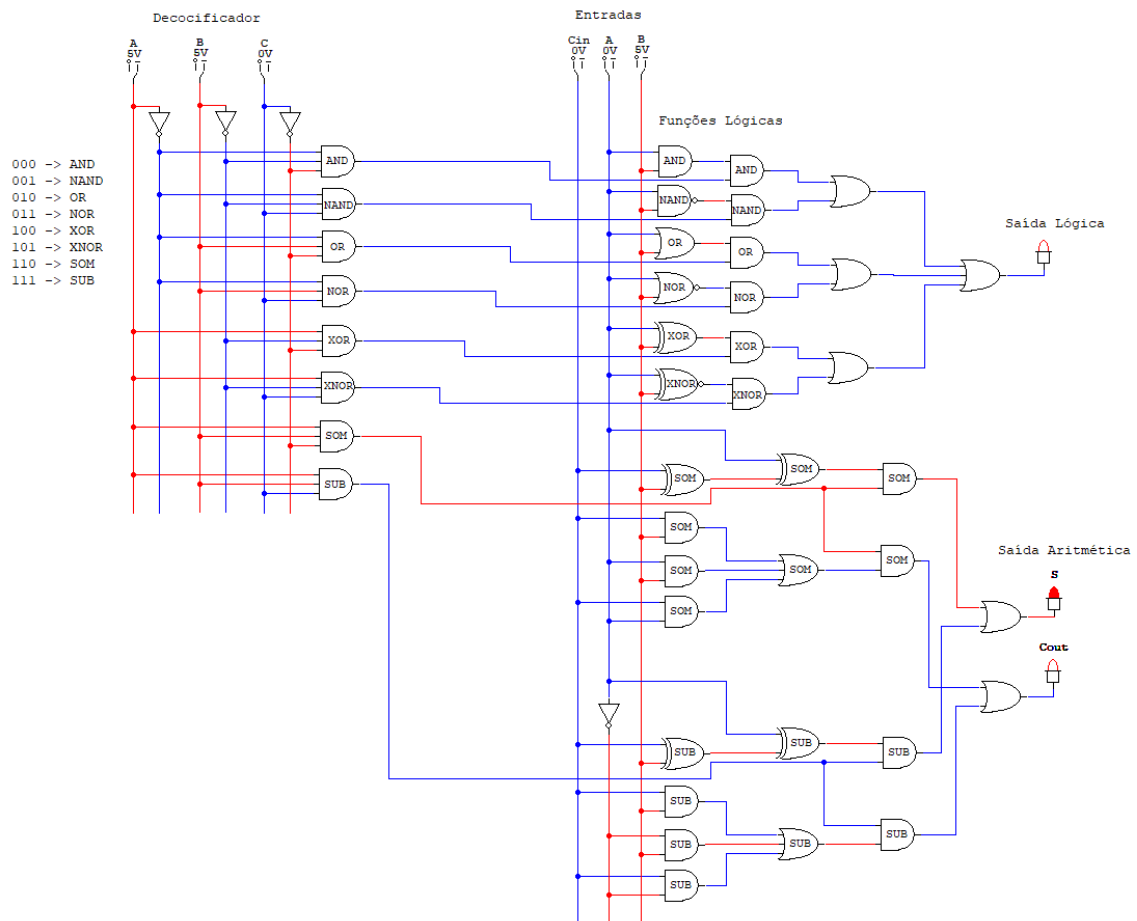 Decocificador
Entradas
A
B
C
Cin
A
B
5V
5V
0V
0V
0V
5V
Funções Lógicas
000 -> AND
001 -> NAND
010 -> OR
011 -> NOR
100 -> XOR
101 -> XNOR
110 -> SOM
111 -> SUB
AND
AND
AND
NAND
NAND
NAND
OR
OR
OR
NOR
NOR
NOR
XOR
XOR
XOR
XNOR
XNOR
XNOR
Saída Lógica
SOM
SOM
SOM
SOM
SUB
SOM
SOM
SOM
SOM
SOM
Saída Aritmética
S
Cout
SUB
SUB
SUB
SUB
SUB
SUB
SUB
SUB